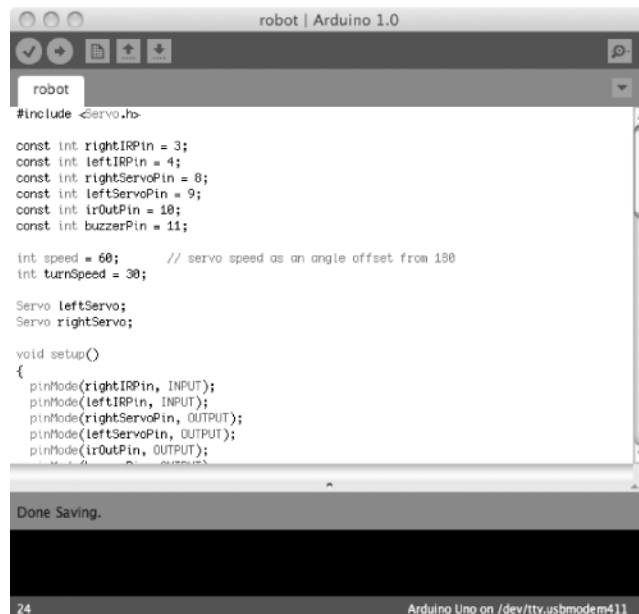 robot | Arduino 1.0
robot
#include <Servo.h>
const int rightIRPin = 3;
const int leftIRPin = 4;
const int rightServoPin = 8;
const int leftServoPin = 9;
const int irOutPin = 10;
const int buzzerPin = 11;
int speed = 60; // servo speed as an angle offset from 180
int turnSpeed = 30;
Servo leftServo;
Servo rightServo;
void setup()
{
pinMode(rightIRPin, INPUT);
pinMode(leftIRPin, INPUT);
pinMode(rightServoPin, OUTPUT);
pinMode(leftServoPin, OUTPUT);
pinMode(irOutPin, OUTPUT);
Done Saving.
24 Arduino Uno on /dev/tty.usbmodem411